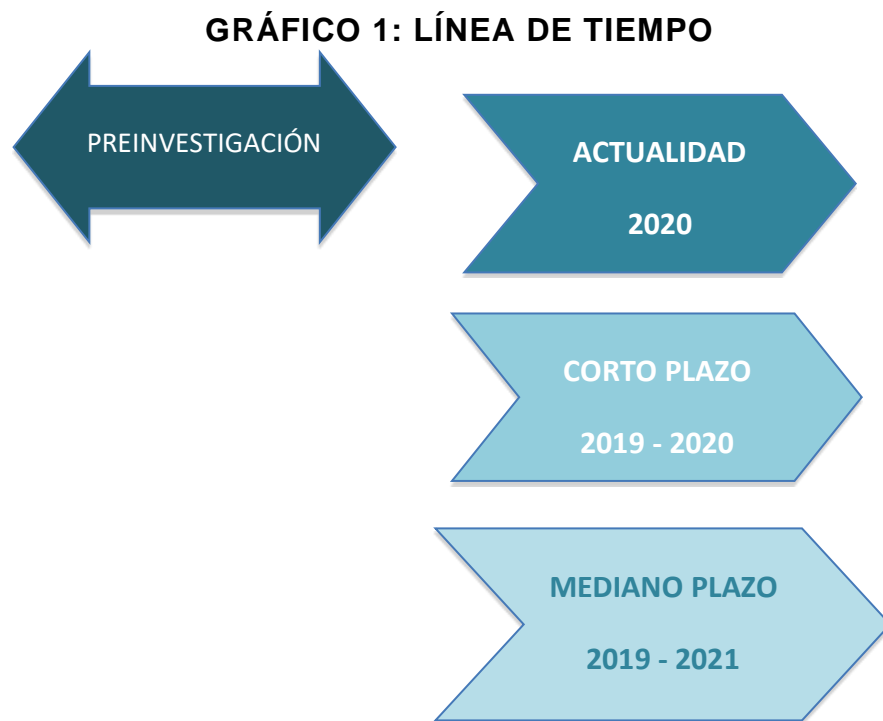 GRÁFICO 1: LÍNEA DE TIEMPO
PREINVESTIGACIÓN
ACTUALIDAD
2020
CORTO PLAZO
2019 - 2020
MEDIANO PLAZO
2019 - 2021